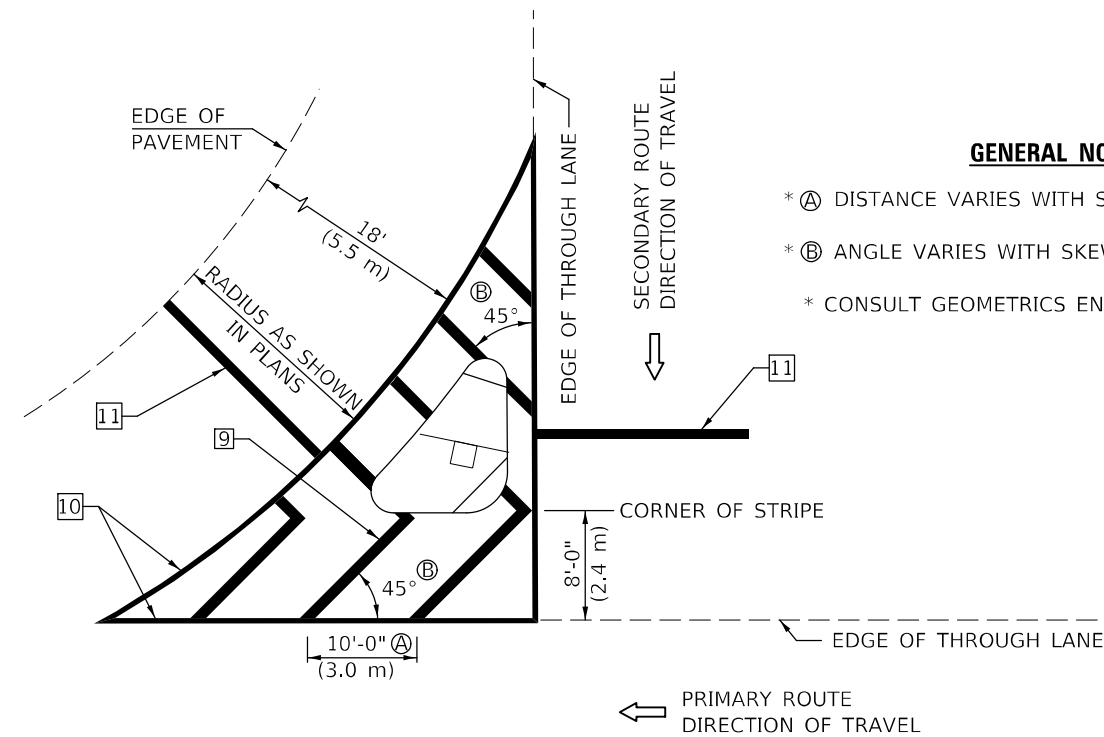 EDGE OF
PAVEMENT
18'
(5.5 m)
RADIUS AS SHOWN
IN PLANS
EDGE OF THROUGH LANE
SECONDARY ROUTE
DIRECTION OF TRAVEL
GENERAL NO
* Ⓐ DISTANCE VARIES WITH S
* Ⓑ ANGLE VARIES WITH SKEW
* CONSULT GEOMETRICS EN
Ⓑ
45°
11
11
9
10
CORNER OF STRIPE
8'-0"
(2.4 m)
45° Ⓑ
10'-0" Ⓐ
(3.0 m)
EDGE OF THROUGH LANE
PRIMARY ROUTE
DIRECTION OF TRAVEL